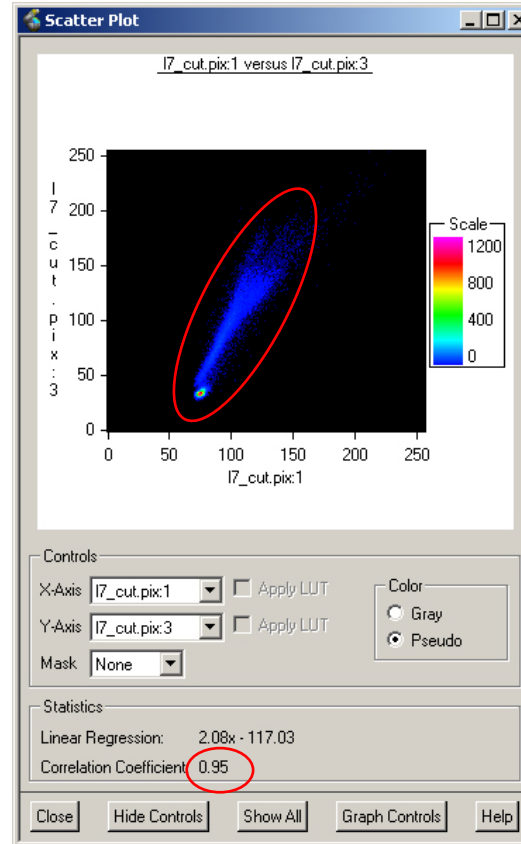 Scatter Plot
l7_cut.pix:1 versus l7_cut.pix:3
250
200
150
100
50
0
l7_cut.pix:3
0 50 100 150 200 250
l7_cut.pix:1
Scale
1200
800
400
0
Controls
X-Axis l7_cut.pix:1 Apply LUT
Y-Axis l7_cut.pix:3 Apply LUT
Mask None
Color
Gray
Pseudo
Statistics
Linear Regression: 2.08x - 117.03
Correlation Coefficient 0.95
Close Hide Controls Show All Graph Controls Help